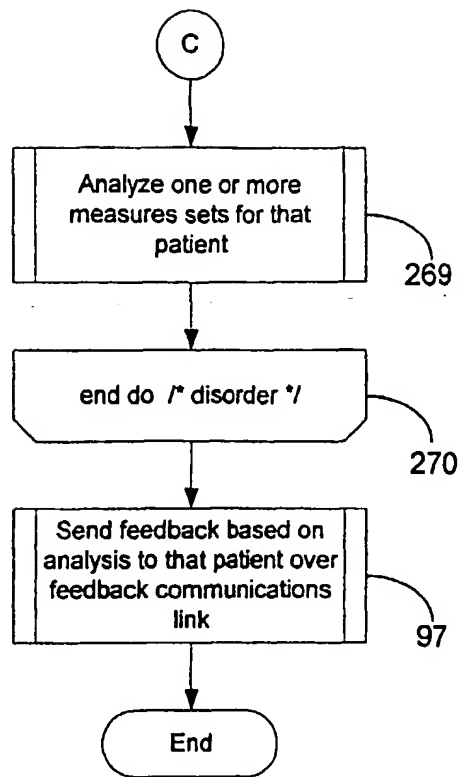 C
Analyze one or more
measures sets for that
patient
269
end do /* disorder */
270
Send feedback based on
analysis to that patient over
feedback communications
link
97
End